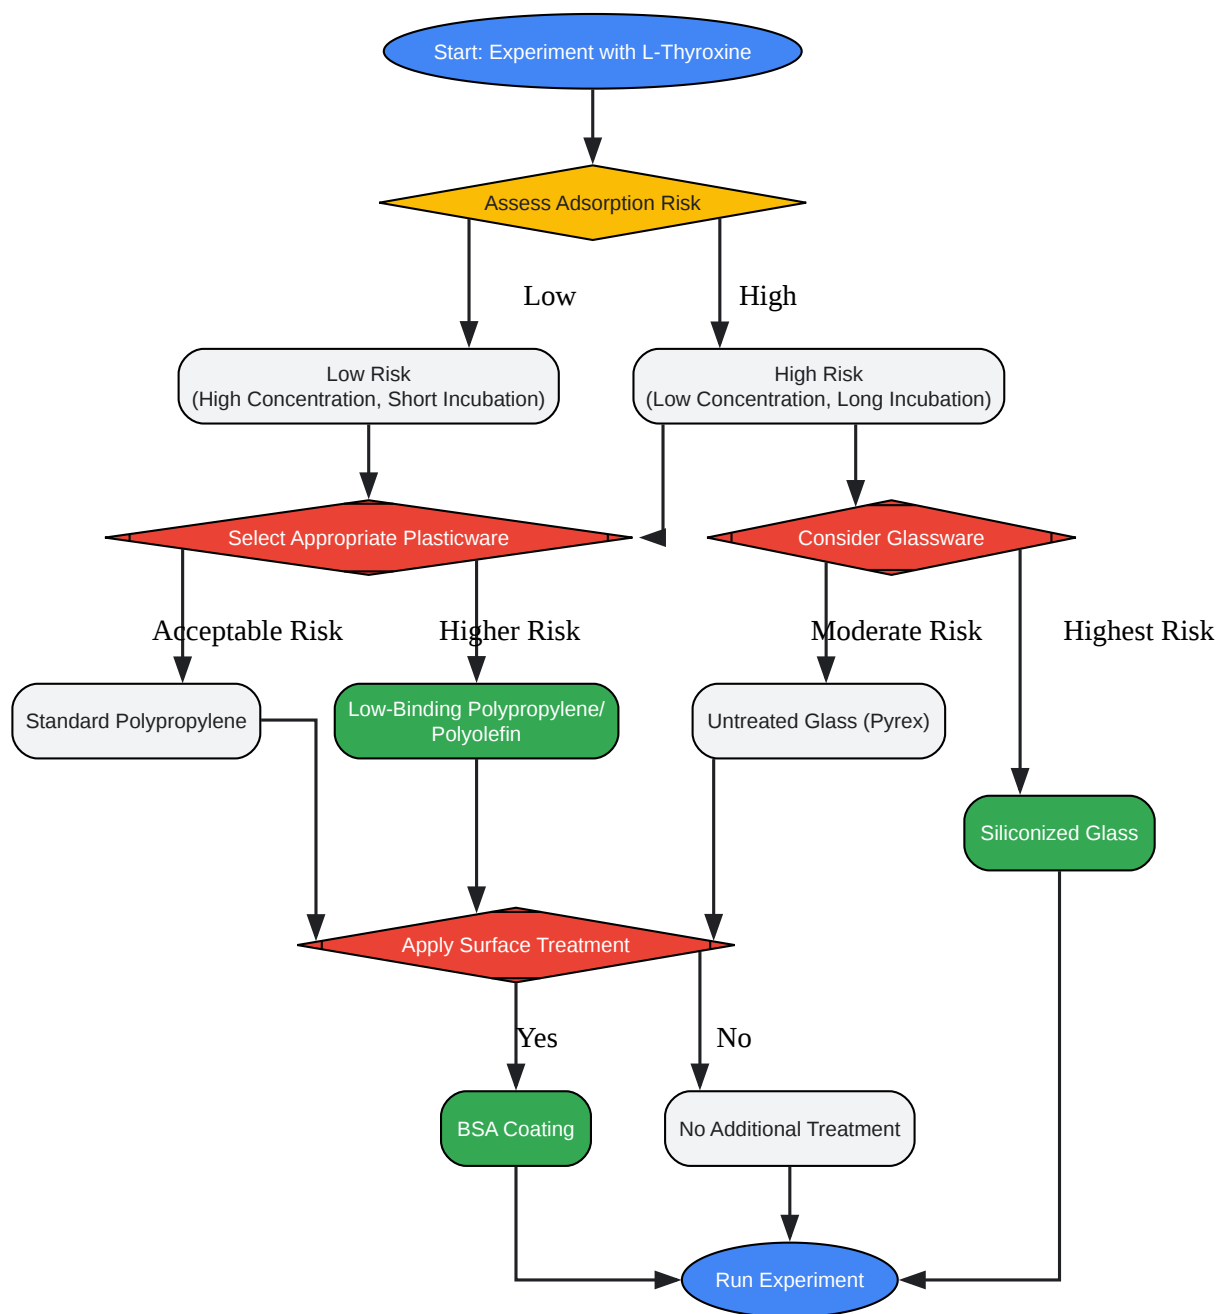 Start: Experiment with L-Thyroxine
Assess Adsorption Risk
Low
High
Low Risk
(High Concentration, Short Incubation)
High Risk
(Low Concentration, Long Incubation)
Select Appropriate Plasticware
Consider Glassware
Acceptable Risk
Higher Risk
Moderate Risk
Highest Risk
Standard Polypropylene
Low-Binding Polypropylene/
Polyolefin
Untreated Glass (Pyrex)
Siliconized Glass
Apply Surface Treatment
Yes
No
BSA Coating
No Additional Treatment
Run Experiment